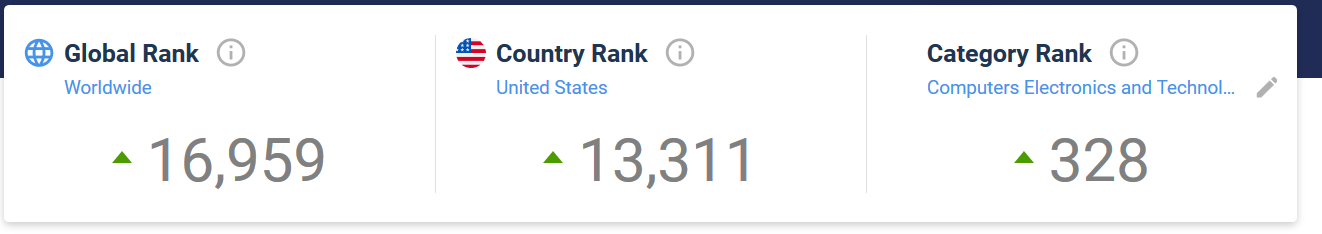 Global Rank
Worldwide
16,959
Country Rank
United States
13,311
Category Rank
Computers Electronics and Technol...
328